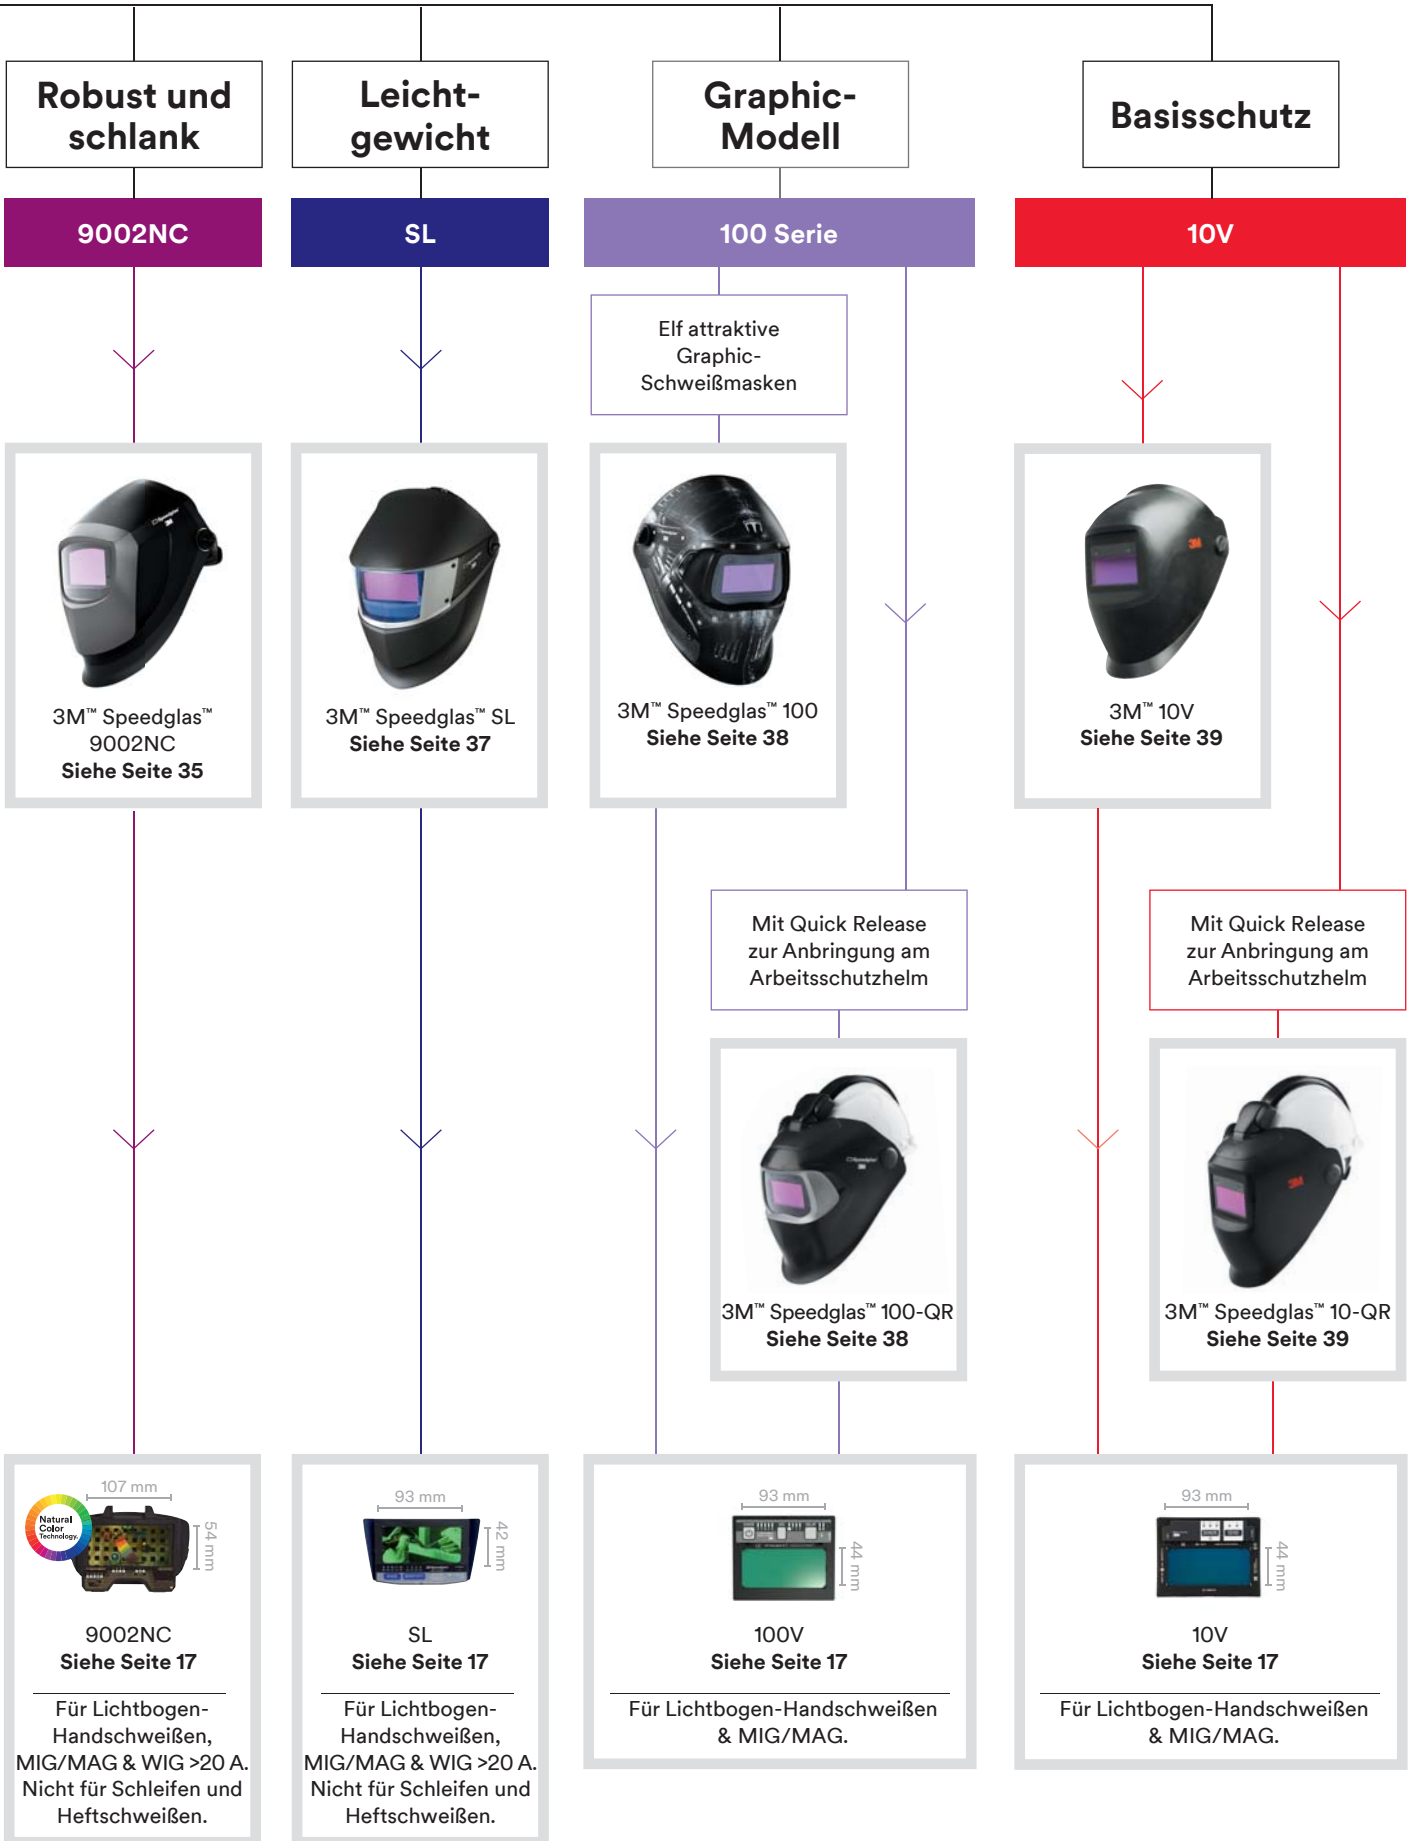 Robust und
schlank
Leicht-
gewicht
Graphic-
Modell
Basisschutz
9002NC
SL
100 Serie
10V
Elf attraktive
Graphic-
Schweißmasken
3M™ Speedglas™
9002NC
Siehe Seite 35
3M™ Speedglas™ SL
Siehe Seite 37
3M™ Speedglas™ 100
Siehe Seite 38
3M
3M™ 10V
Siehe Seite 39
Mit Quick Release
zur Anbringung am
Arbeitsschutzhelm
Mit Quick Release
zur Anbringung am
Arbeitsschutzhelm
3M™ Speedglas™ 100-QR
Siehe Seite 38
3M
3M™ Speedglas™ 10-QR
Siehe Seite 39
107 mm
54 mm
Natural
Color
Technology.
9002NC
Siehe Seite 17
Für Lichtbogen-
Handschweißen,
MIG/MAG & WIG >20 A.
Nicht für Schleifen und
Heftschweißen.
93 mm
42 mm
SL
Siehe Seite 17
Für Lichtbogen-
Handschweißen,
MIG/MAG & WIG >20 A.
Nicht für Schleifen und
Heftschweißen.
93 mm
44 mm
100V
Siehe Seite 17
Für Lichtbogen-Handschweißen
& MIG/MAG.
93 mm
44 mm
10V
Siehe Seite 17
Für Lichtbogen-Handschweißen
& MIG/MAG.